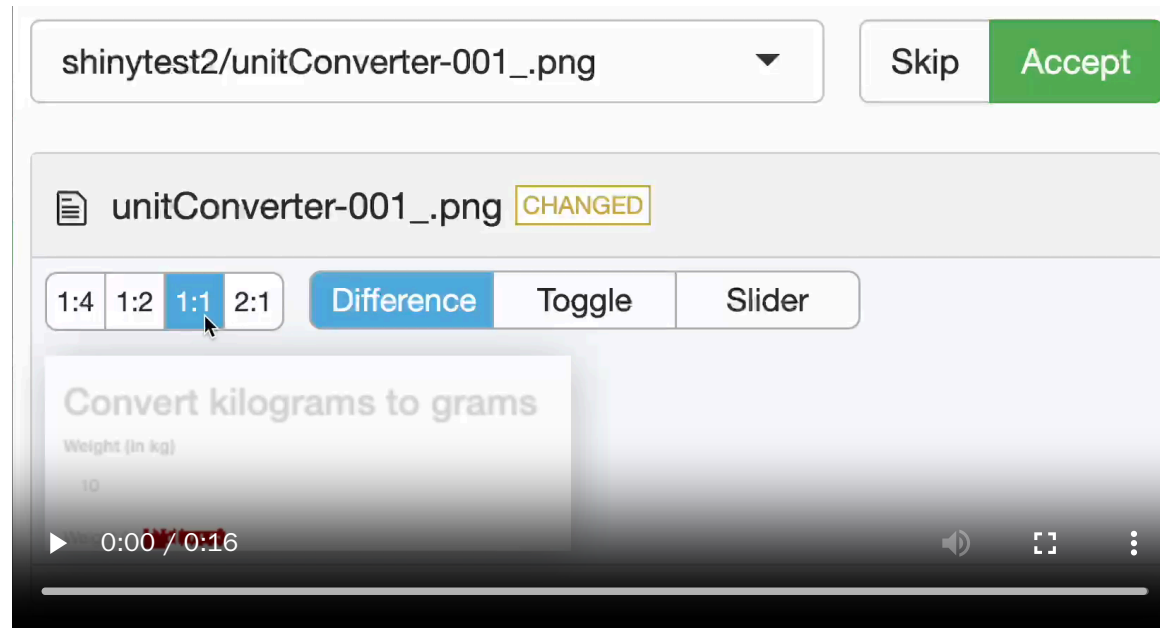 shinytest2/unitConverter-001_.png
Skip
Accept
unitConverter-001_.png CHANGED
1:4 1:2 1:1 2:1 Difference Toggle Slider
Convert kilograms to grams
Weight (in kg)
10
0:00 / 0:16